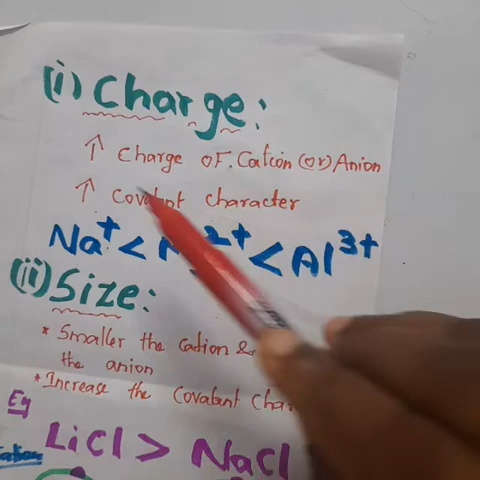 (i) Charge:
↑ Charge of Cation (or) Anion
↑ Covalent character
Na⁺ < 2+ < Al³⁺
(ii) Size:
* Smaller the cation &
the anion
* Increase the Covalent
Eg
LiCl > NaCl